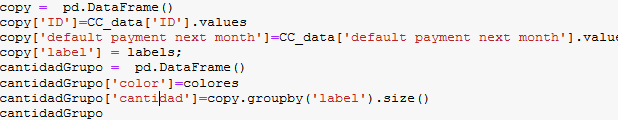 copy =  pd.DataFrame()
copy['ID']=CC_data['ID'].values
copy['default payment next month']=CC_data['default payment next month'].value
copy['label'] = labels;
cantidadGrupo =  pd.DataFrame()
cantidadGrupo['color']=colores
cantidadGrupo['cantidad']=copy.groupby('label').size()
cantidadGrupo